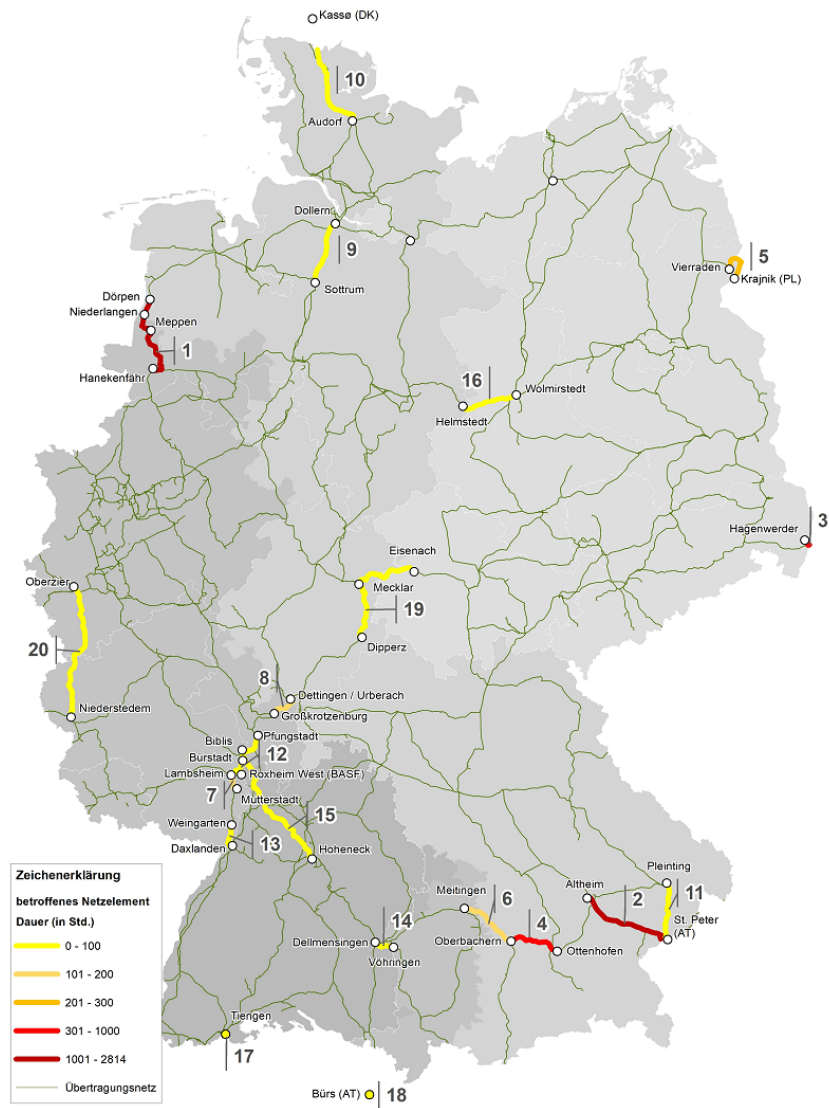 Kassø (DK)
10
Audorf
Dollern
9
Sottrum
5
Vierraden
Krajnik (PL)
Dörpen
Niederlangen
Meppen
1
Hanekenfähr
16
Wolmirstedt
Helmstedt
3
Hagenwerder
Eisenach
Oberzier
Mecklar
19
Dipperz
20
8
Dettingen / Urberach
Niederstedem
Großkrotzenburg
Pfungstadt
Biblis
Burstadt
12
Lambsheim
Roxheim West (BASF)
7
Mutterstadt
15
Weingarten
13
Daxlanden
Hoheneck
Pleinting
Altheim
11
Meitingen
6
2
4
St. Peter
(AT)
14
Dellmensingen
Oberbachern
Ottenhofen
Vöhringen
Tiengen
17
Bürs (AT)
18
Zeichenerklärung
betroffenes Netzelement
Dauer (in Std.)
0 - 100
101 - 200
201 - 300
301 - 1000
1001 - 2814
Übertragungsnetz